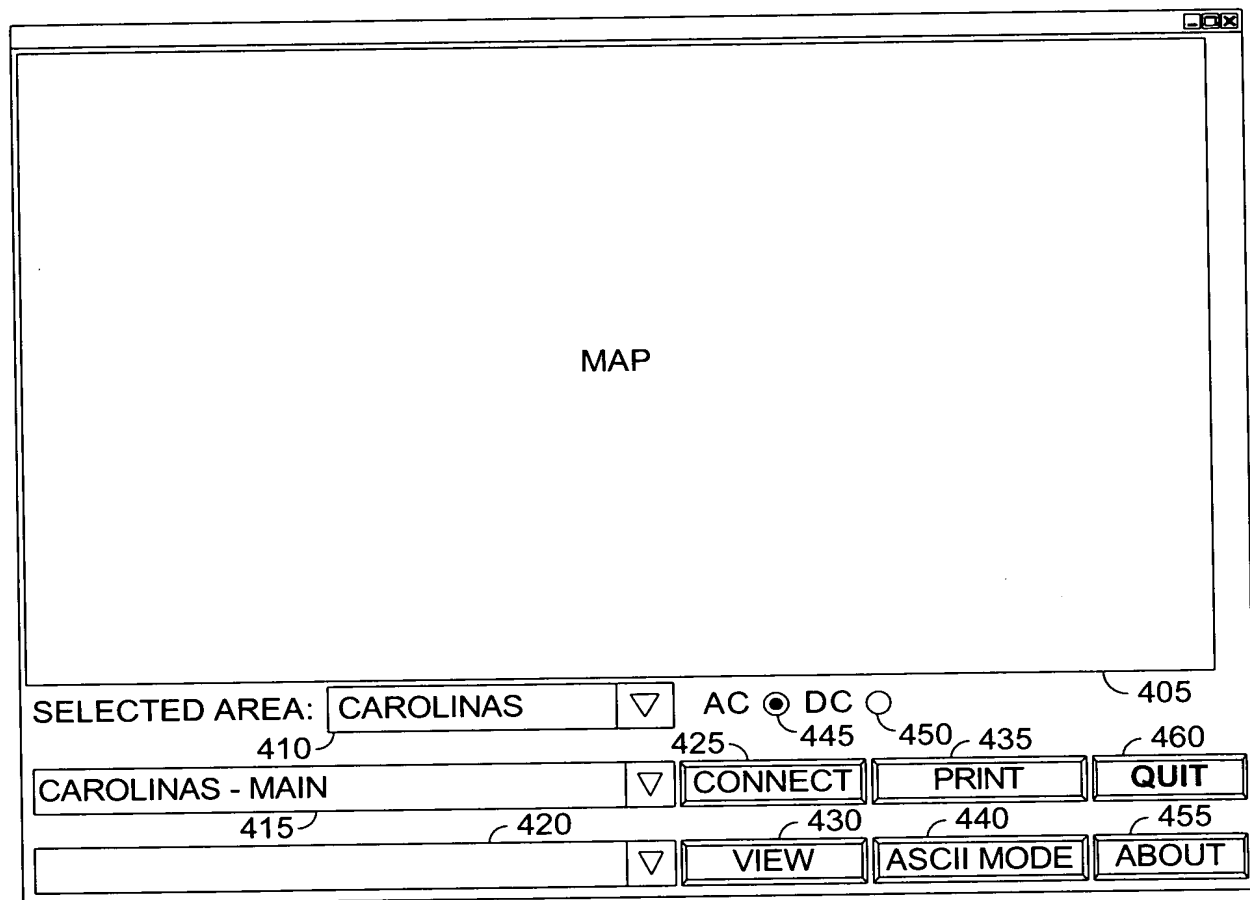 MAP
405
SELECTED AREA: CAROLINAS AC DC
410 445 450
425 435 460
CAROLINAS - MAIN CONNECT PRINT QUIT
415 420 430 440 455
VIEW ASCII MODE ABOUT